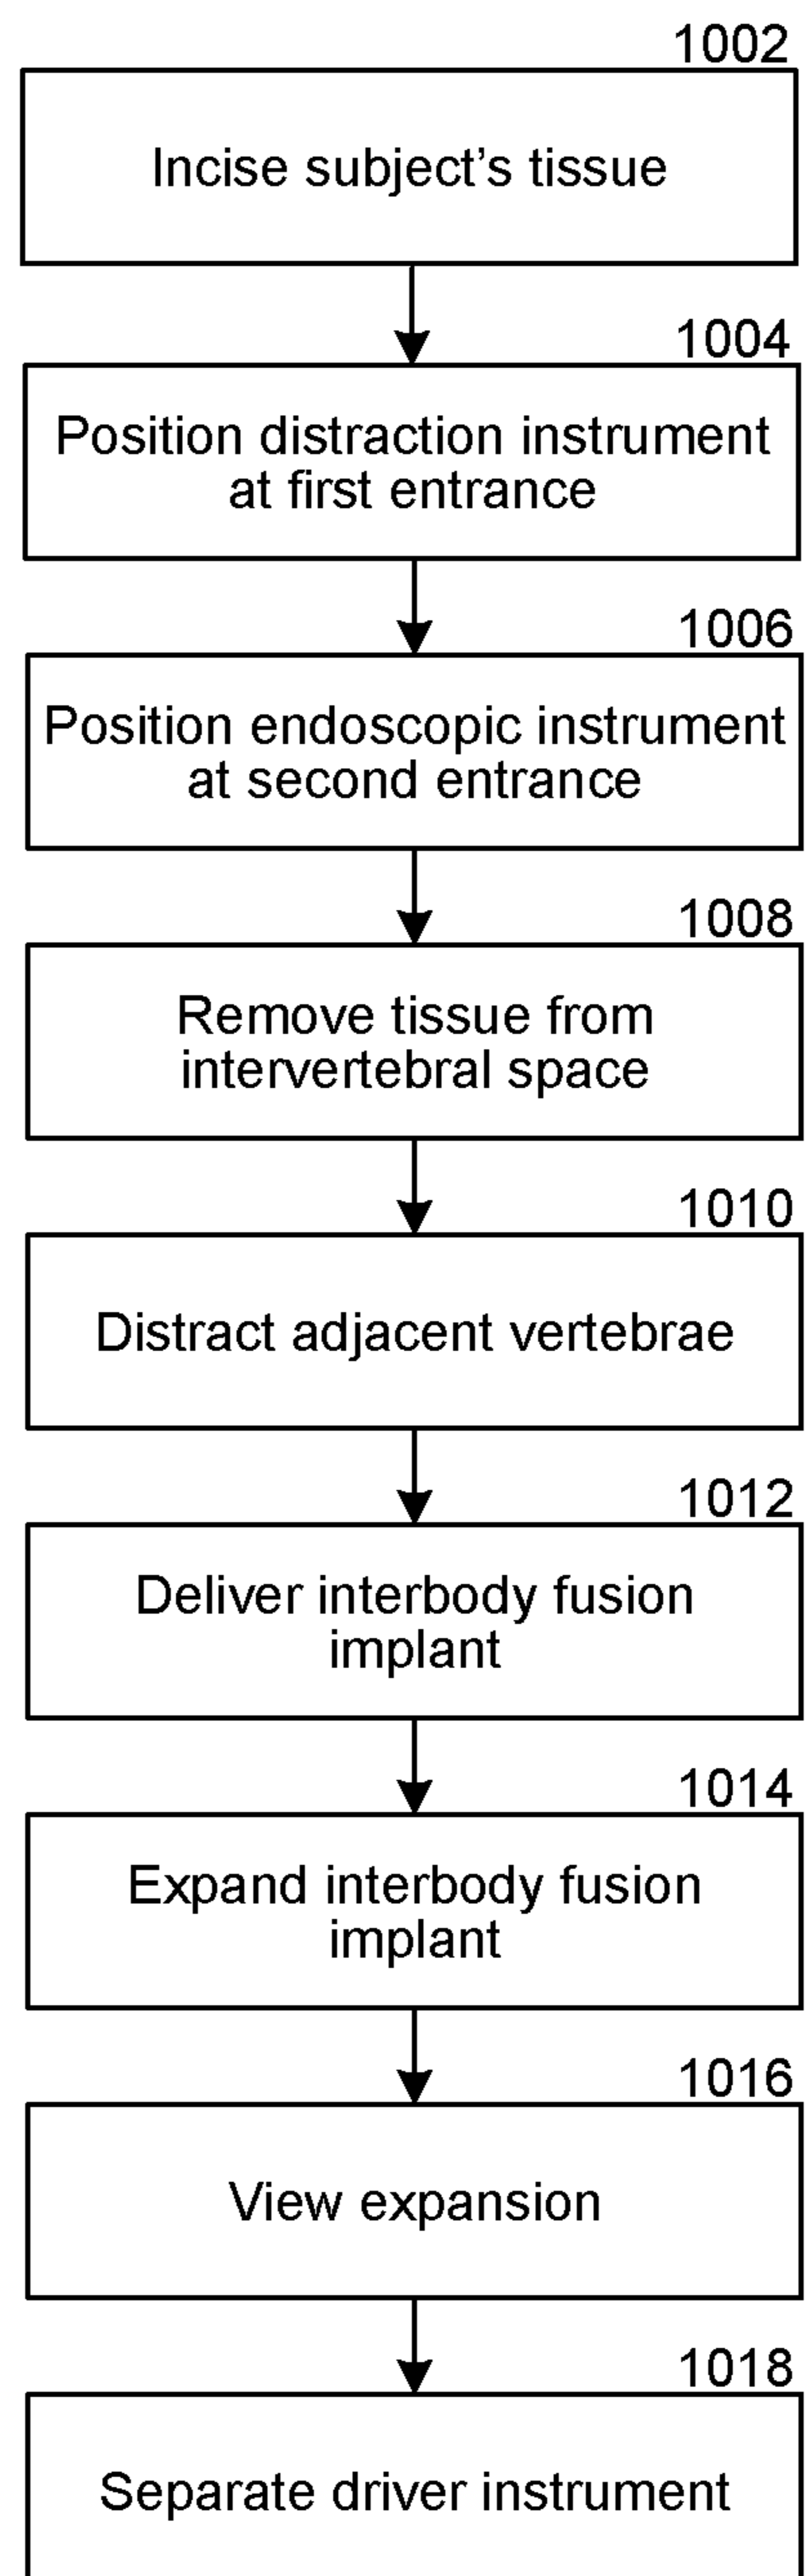 1002
Incise subject’s tissue
1004
Position distraction instrument
at first entrance
1006
Position endoscopic instrument
at second entrance
1008
Remove tissue from
intervertebral space
1010
Distract adjacent vertebrae
1012
Deliver interbody fusion
implant
1014
Expand interbody fusion
implant
1016
View expansion
1018
Separate driver instrument